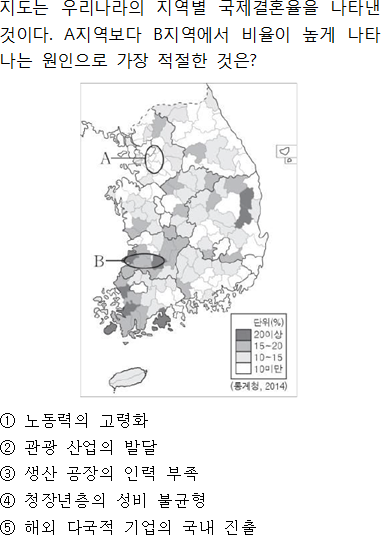 지도는 우리나라의 지역별 국제결혼율을 나타낸
것이다. A지역보다 B지역에서 비율이 높게 나타
나는 원인으로 가장 적절한 것은?
A
B
단위(%)
20이상
15~20
10~15
10미만
(통계청, 2014)
① 노동력의 고령화
② 관광 산업의 발달
③ 생산 공장의 인력 부족
④ 청장년층의 성비 불균형
⑤ 해외 다국적 기업의 국내 진출